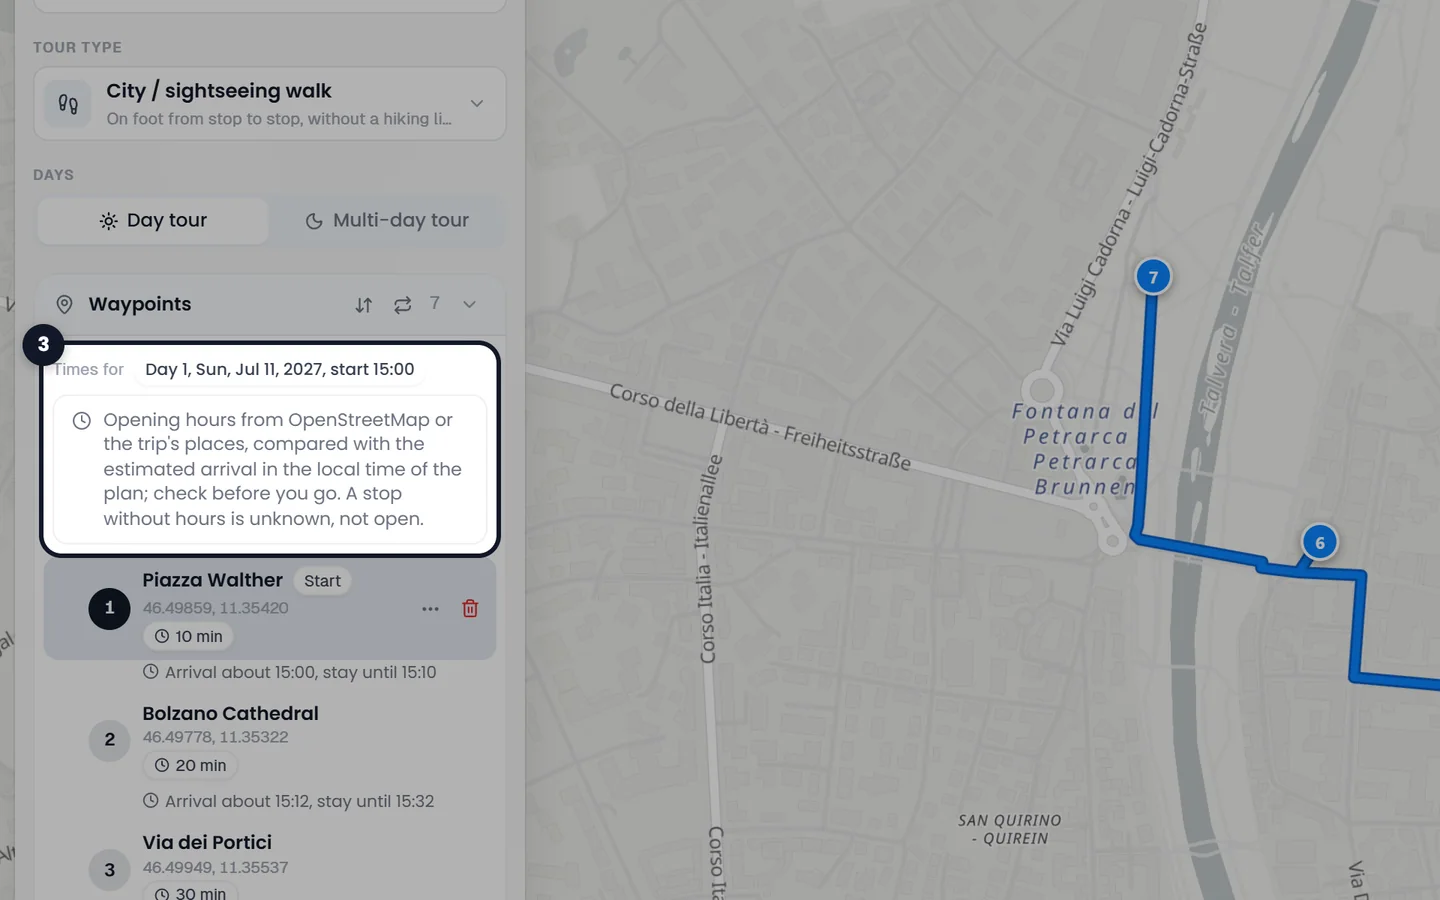 TOUR TYPE
City / sightseeing walk
On foot from stop to stop, without a hiking li...
DAYS
Day tour
Multi-day tour
Waypoints
7
3
Times for
Day 1, Sun, Jul 11, 2027, start 15:00
Opening hours from OpenStreetMap or
the trip's places, compared with the
estimated arrival in the local time of the
plan; check before you go. A stop
without hours is unknown, not open.
1
Piazza Walther
Start
46.49859, 11.35420
10 min
Arrival about 15:00, stay until 15:10
2
Bolzano Cathedral
46.49778, 11.35322
20 min
Arrival about 15:12, stay until 15:32
3
Via dei Portici
46.49949, 11.35537
30 min
Via Luigi Cadorna - Luigi-Cadorna-Straße
7
Talvera - Talfer
Corso della Libertà - Freiheitsstraße
Fontana d l
Petrarca
Petrarca
Brunnen
6
Corso Italia - Italienallee
SAN QUIRINO
- QUIREIN
Corso Ita
Via D